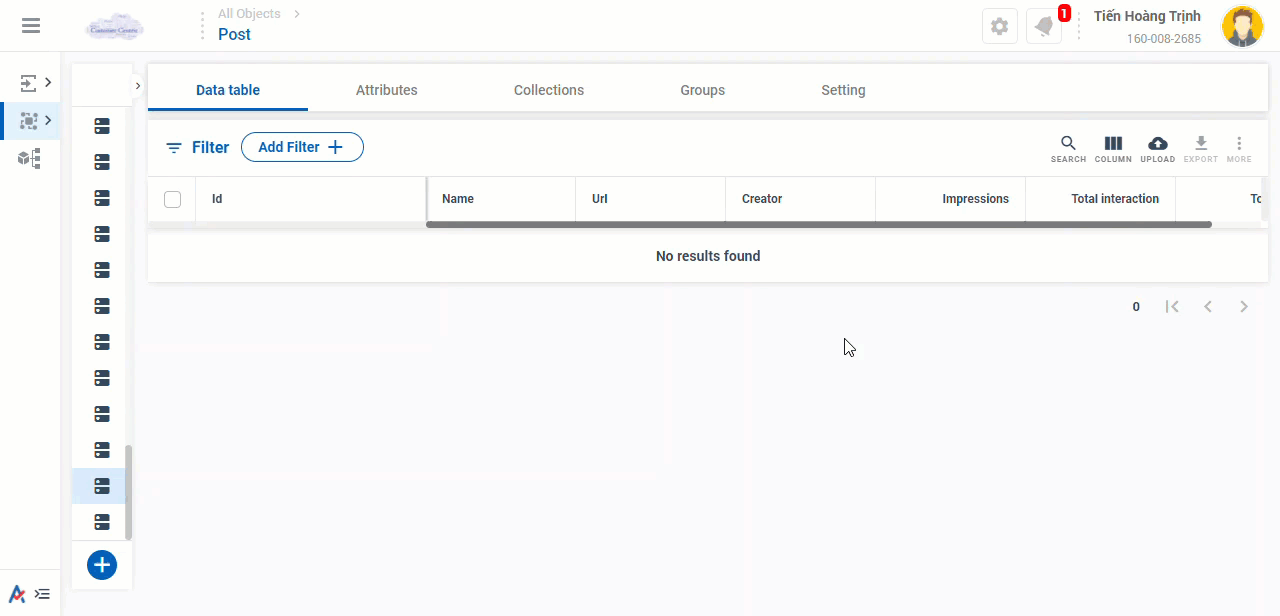 Customer Centric
All Objects
Post
1
Tiến Hoàng Trịnh
160-008-2685
Data table
Attributes
Collections
Groups
Setting
Filter
Add Filter
SEARCH
COLUMN
UPLOAD
EXPORT
MORE
Id
Name
Url
Creator
Impressions
Total interaction
To
No results found
0